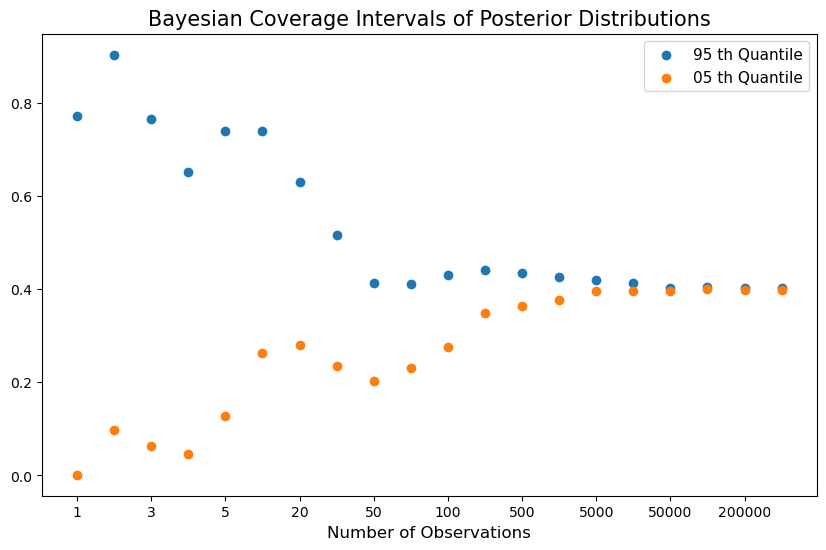 Bayesian Coverage Intervals of Posterior Distributions
95 th Quantile
05 th Quantile
0.8
0.6
0.4
0.2
0.0
1 3 5 20 50 100 500 5000 50000 200000
Number of Observations